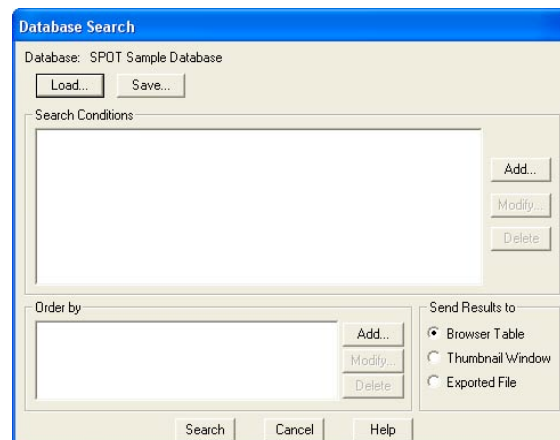 Database Search
Database: SPOT Sample Database
Load... Save...
Search Conditions
Add...
Modify...
Delete
Order by
Add...
Modify...
Delete
Send Results to
Browser Table
Thumbnail Window
Exported File
Search Cancel Help